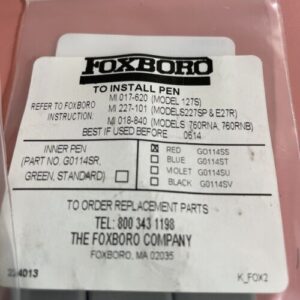 FOXBORO
TO INSTALL PEN
MI 017-620 (MODEL 127S)
REFER TO FOXBORO MI 227-101 (MODELS227SP & E27R)
INSTRUCTION: MI 018-840 (MODELS 760RNA, 760RNB)
BEST IF USED BEFORE 0614
INNER PEN
(PART NO. G0114SR,
GREEN, STANDARD)
RED G0114SS
BLUE G0114ST
VIOLET G0114SU
BLACK G0114SV
TO ORDER REPLACEMENT PARTS
TEL: 800 343 1198
THE FOXBORO COMPANY
FOXBORO, MA 02035
K_FOX2